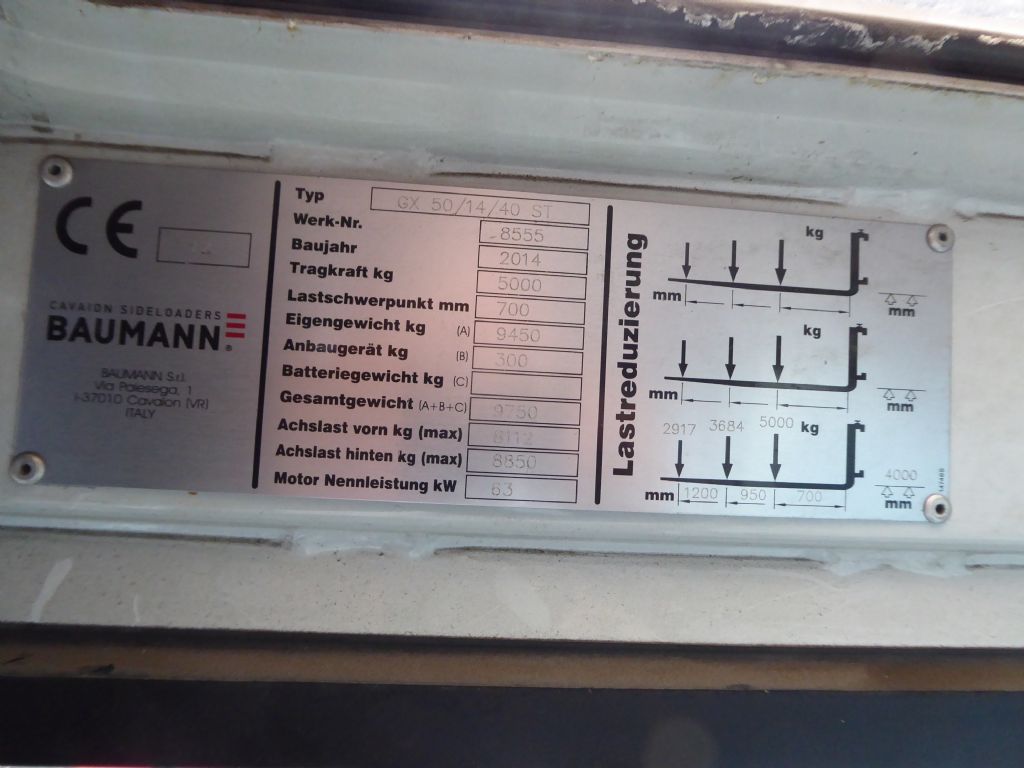 CE
CAVAION SIDELOADERS
BAUMANN
BAUMANN S.r.l.
Via Palesega, 1
I-37010 Cavaion (VR)
ITALY
Typ GX 50/14/40 ST
Werk-Nr. 8555
Baujahr 2014
Tragkraft kg 5000
Lastschwerpunkt mm 700
Eigengewicht kg (A) 9450
Anbaugerät kg (B) 300
Batteriegewicht kg (C)
Gesamtgewicht (A+B+C) 9750
Achslast vorn kg (max) 8112
Achslast hinten kg (max) 8850
Motor Nennleistung kW 63
Lastreduzierung
kg
mm mm
kg
mm mm
2917 3684 5000 kg
4000
mm 1200 950 700 mm